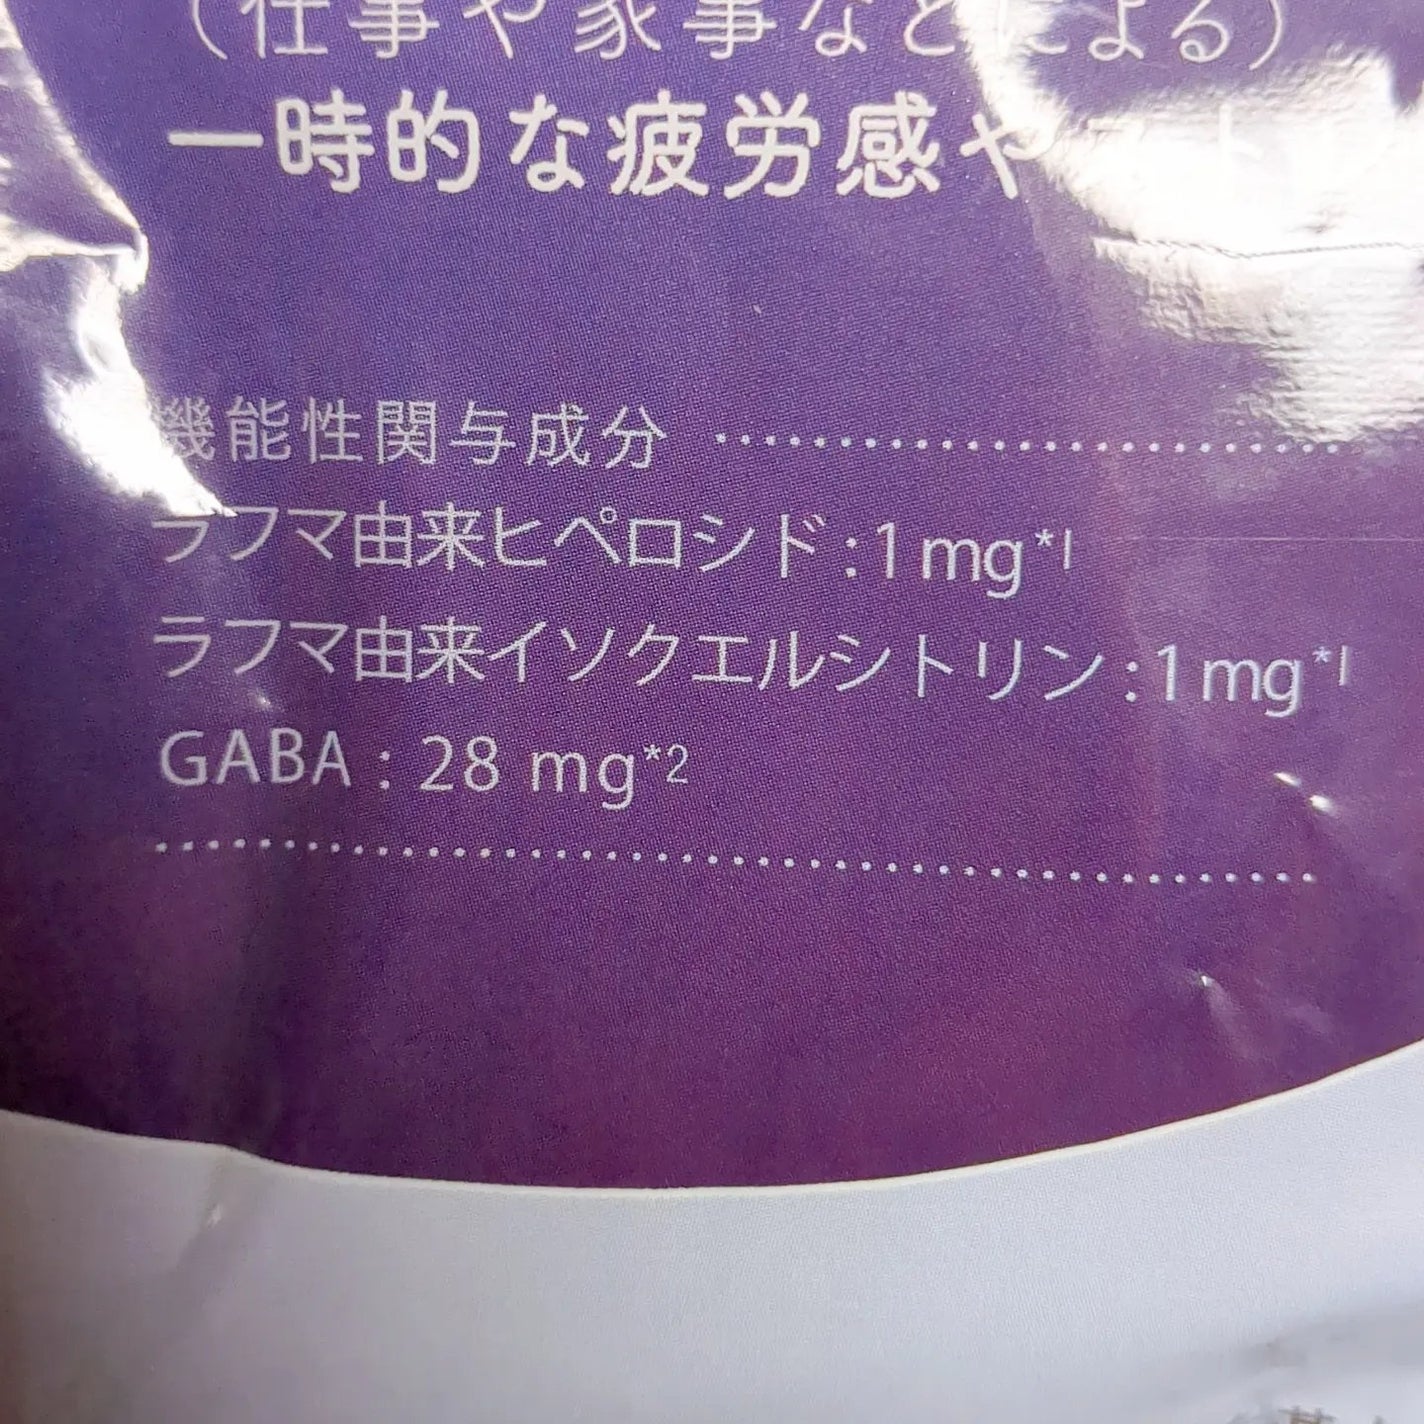 （仕事や家事などによる）
一時的な疲労感や
機能性関与成分
ラフマ由来ヒペロシド：1mg*1
ラフマ由来イソクエルシトリン：1mg*1
GABA：28 mg*2